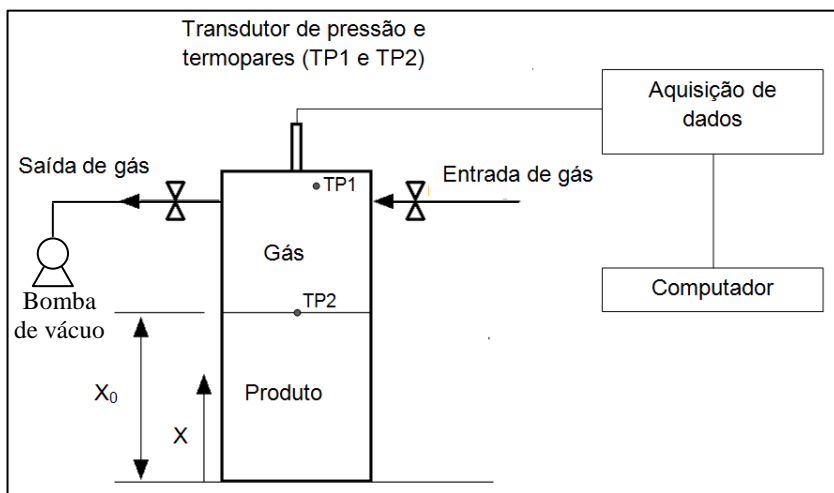 Transdutor de pressão e
termopares (TP1 e TP2)
Aquisição de
dados
Saída de gás
TP1
Entrada de gás
Gás
Bomba
de vácuo
TP2
Computador
X₀
Produto
X